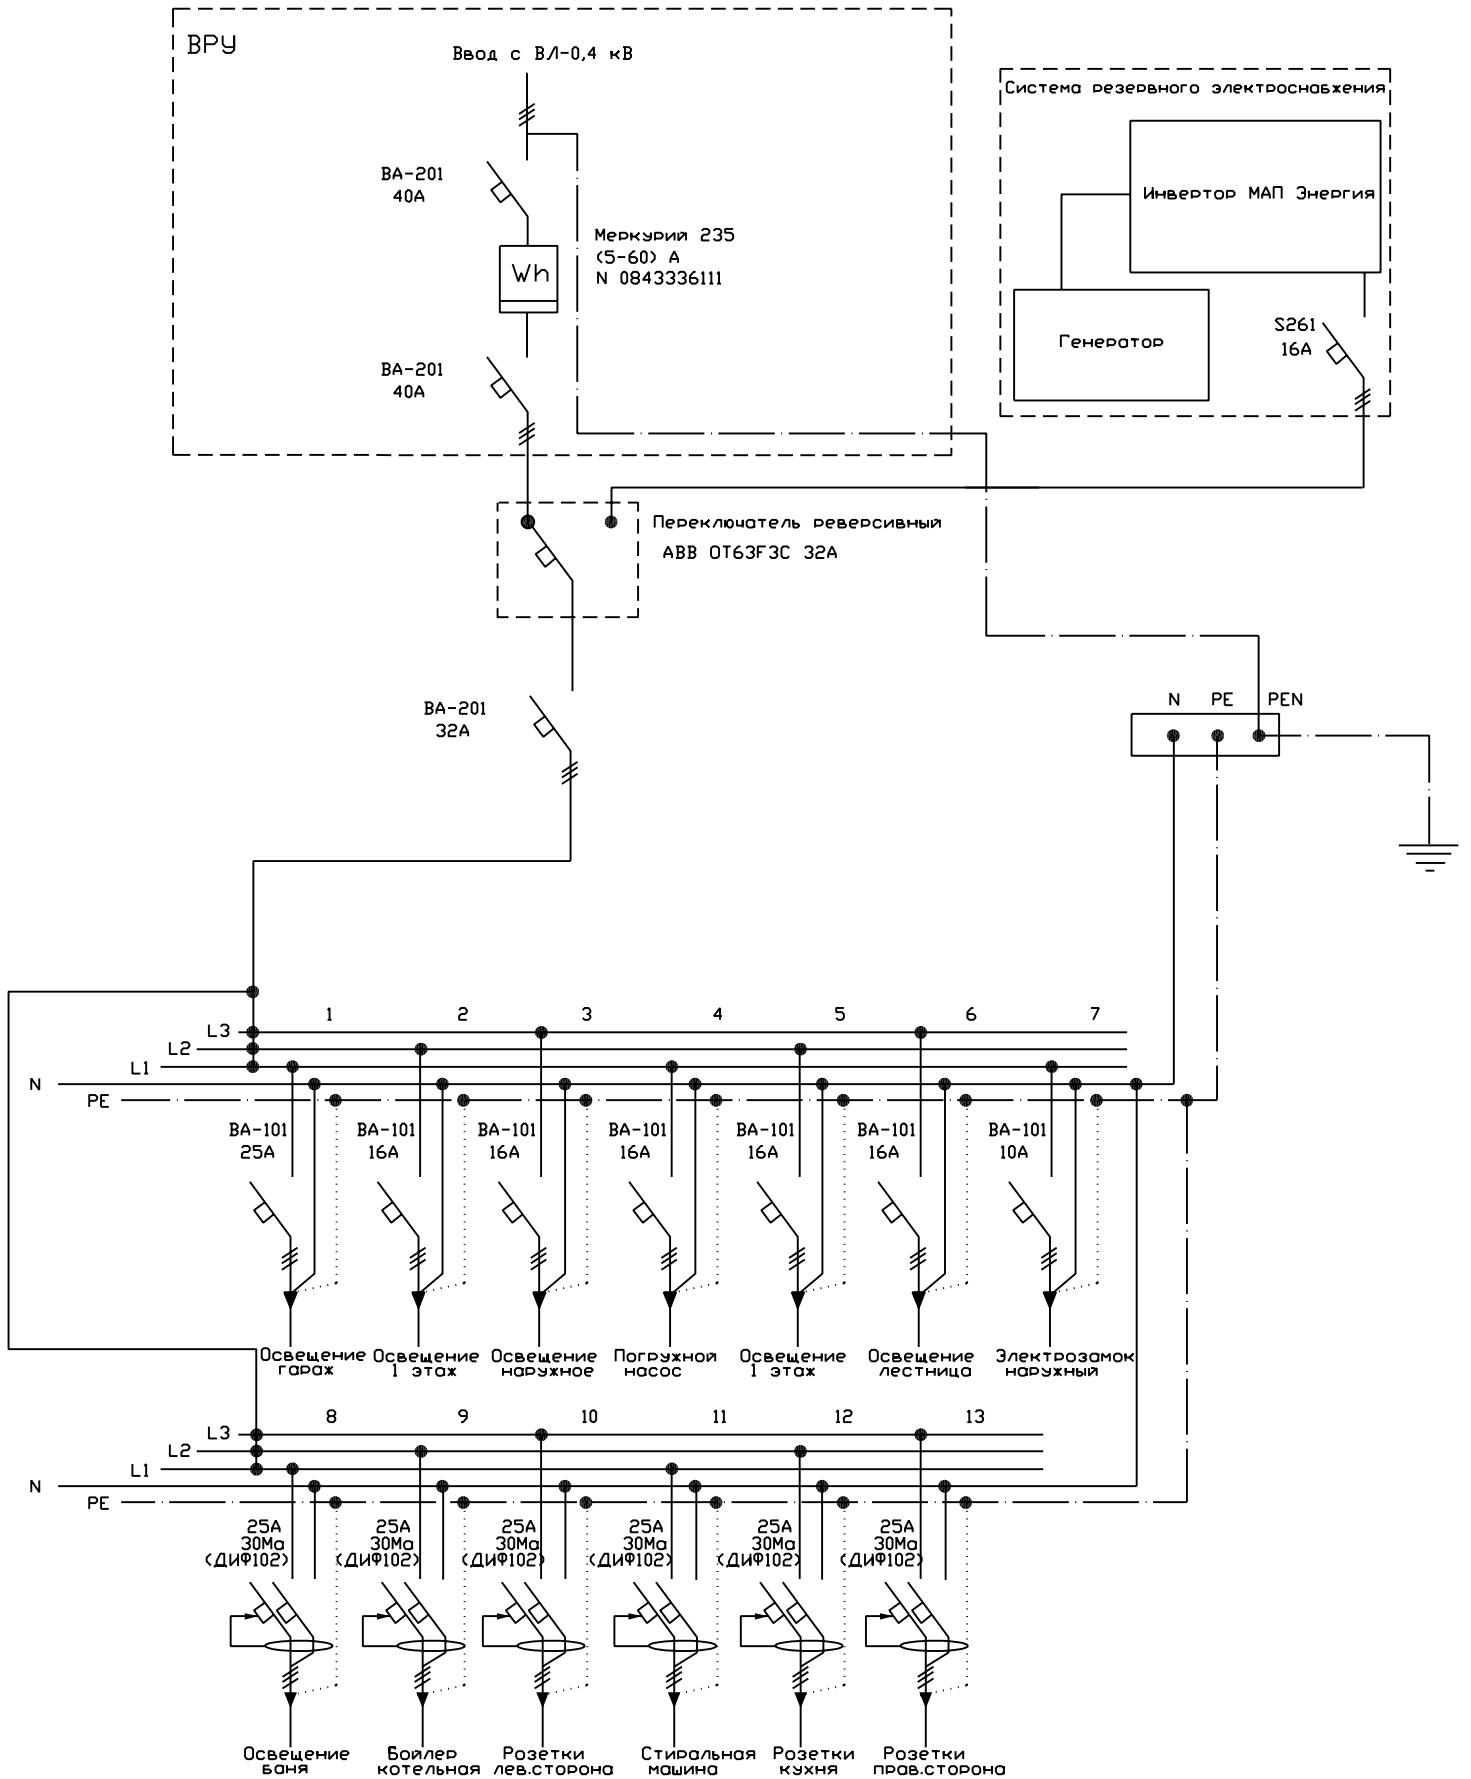 ВРУ
Ввод с ВЛ-0,4 кВ
Система резервного электроснабжения
Инвертор МАП Энергия
Генератор
S261
16А
ВА-201
40А
Меркурий 235
(5-60) А
N 0843336111
Wh
ВА-201
40А
Переключатель реверсивный
АВВ ОТ63F3C 32А
ВА-201
32А
N PE PEN
1 2 3 4 5 6 7
L3
L2
L1
N
PE
ВА-101 ВА-101 ВА-101 ВА-101 ВА-101 ВА-101 ВА-101
25А 16А 16А 16А 16А 16А 10А
Освещение Освещение Освещение Погружной Освещение Освещение Электрозамок
гараж 1 этаж наружное насос 1 этаж лестница наружный
8 9 10 11 12 13
L3
L2
L1
N
PE
25А 25А 25А 25А 25А 25А
30Ма 30Ма 30Ма 30Ма 30Ма 30Ма
(ДИФ102) (ДИФ102) (ДИФ102) (ДИФ102) (ДИФ102) (ДИФ102)
Освещение Бойлер Розетки Стиральная Розетки Розетки
баня котельная лев.сторона машина кухня прав.сторона